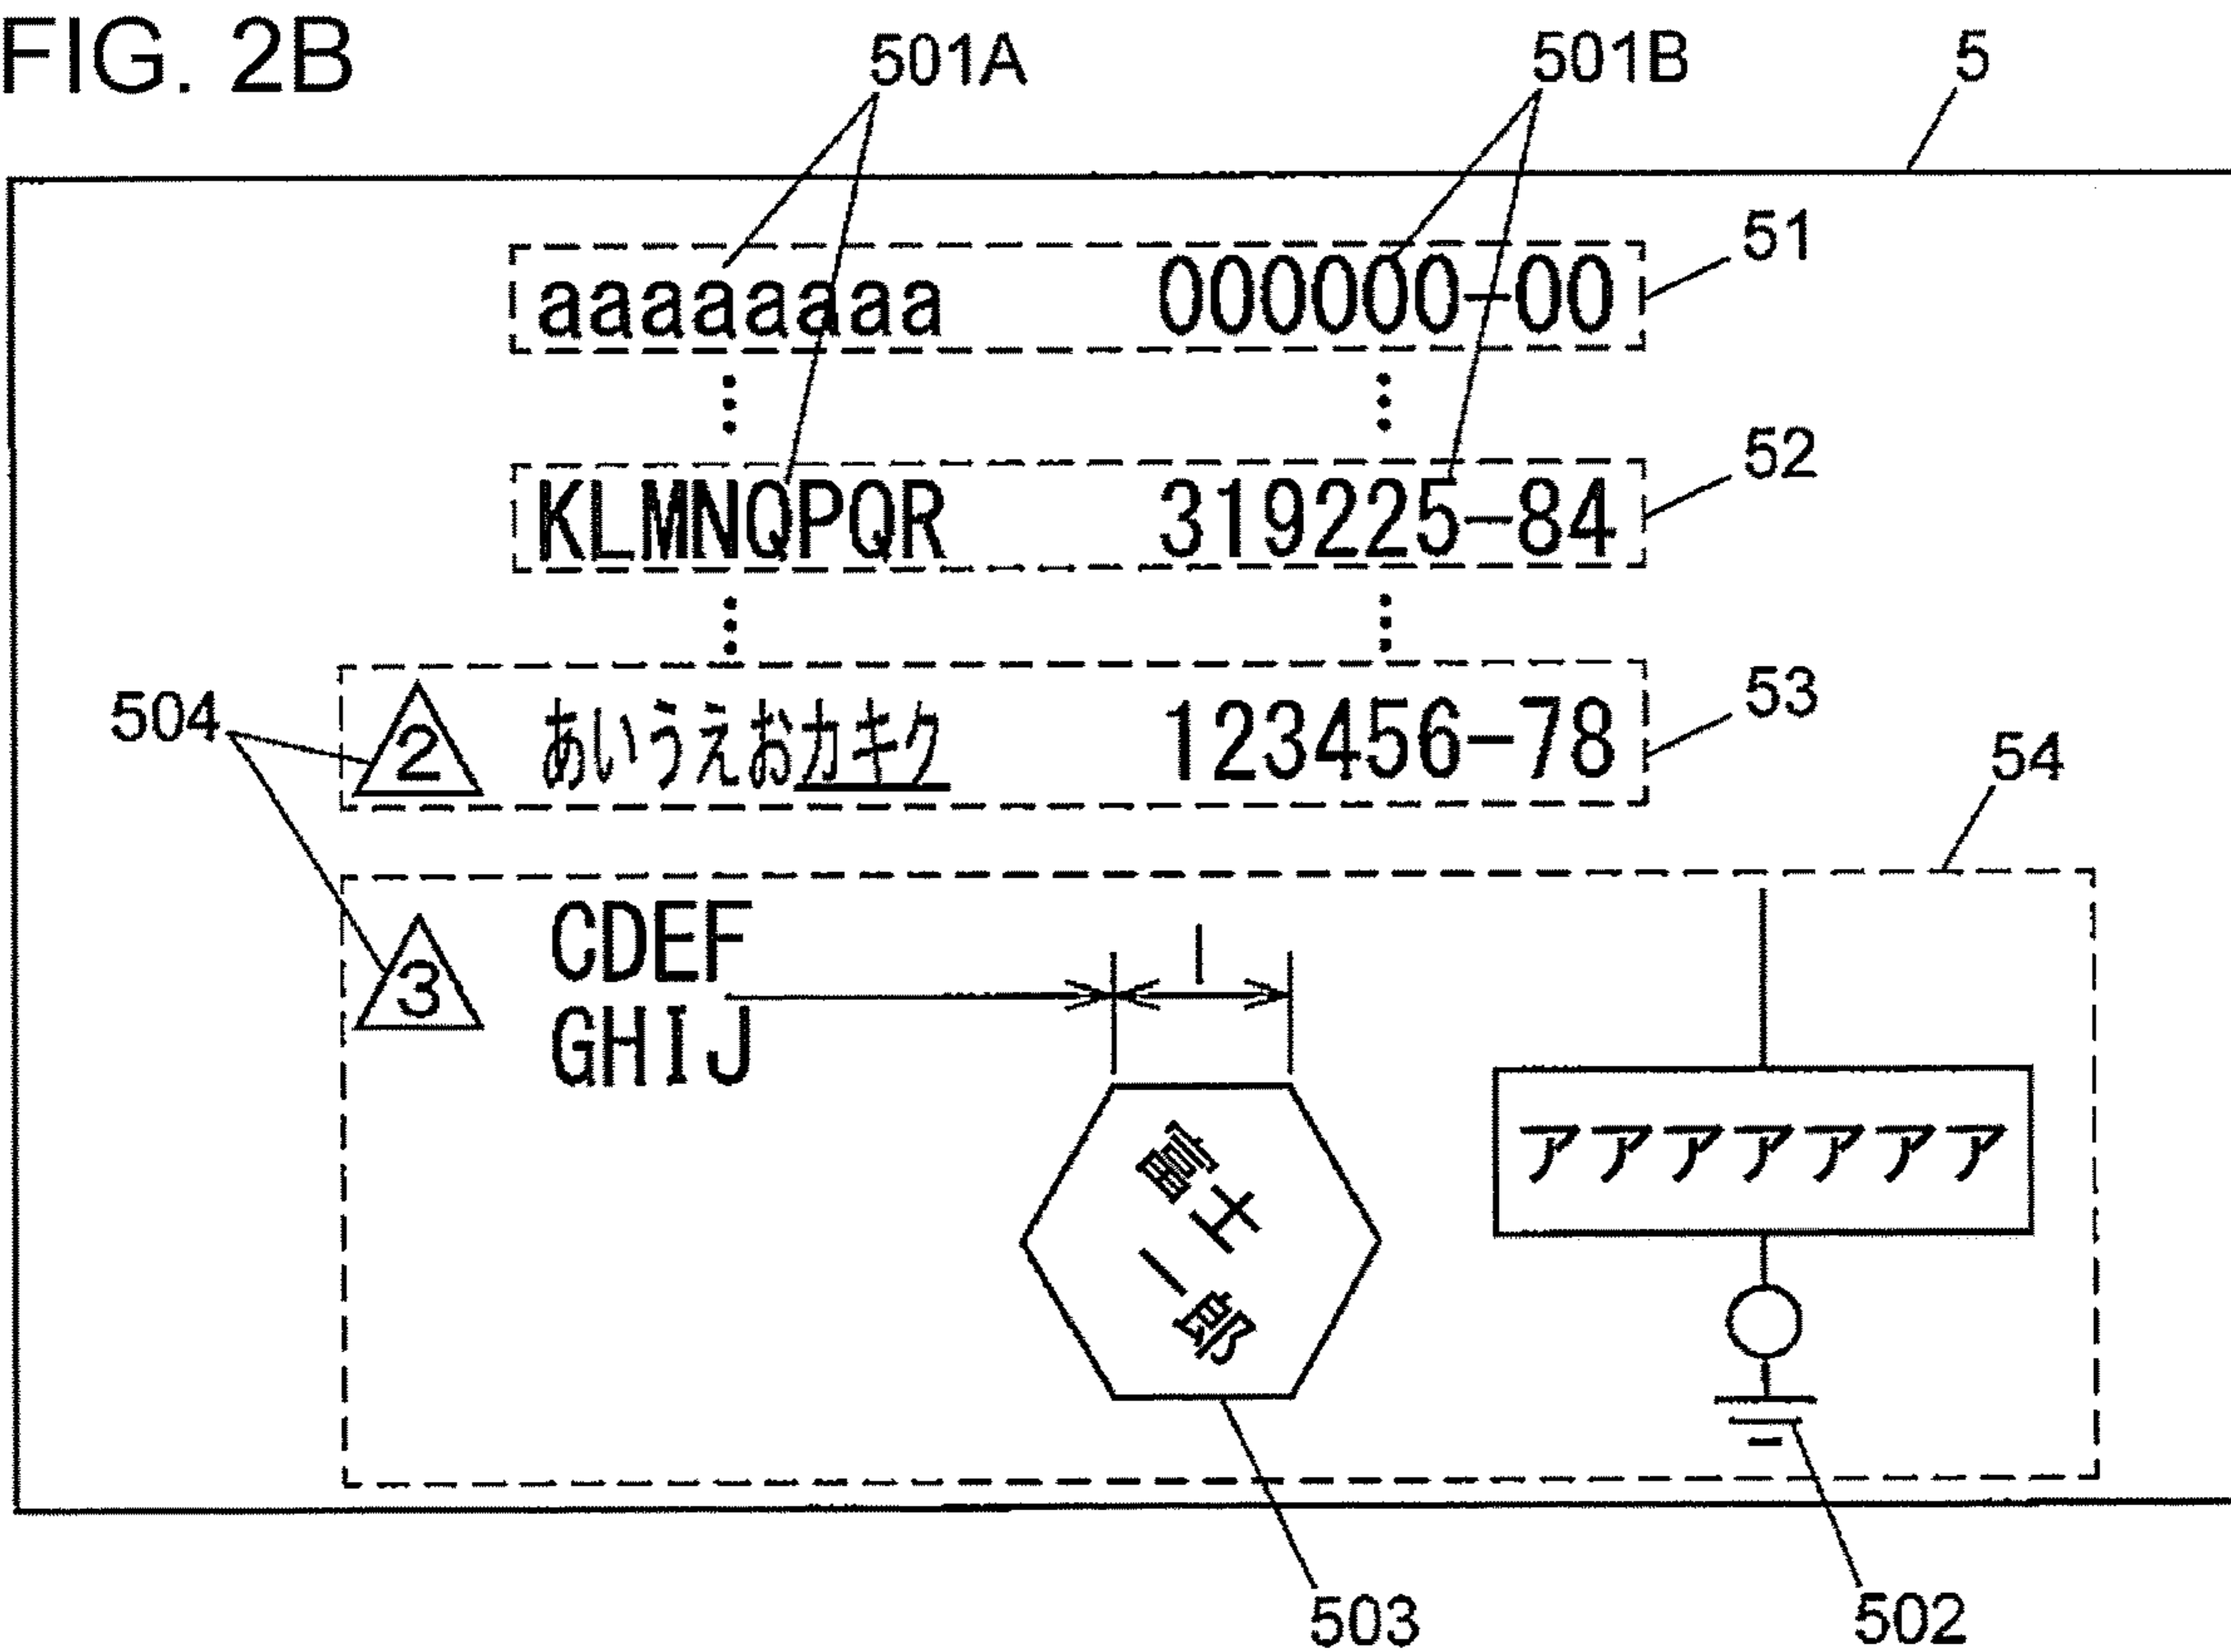 FIG. 2B
501A
501B
5
aaaaaaaa 000000-00
51
KLMNQPQR 319225-84
52
504
2 あいうえおカキク 123456-78
53
54
3
CDEF
GHIJ
l
富士
一郎
アアアアアアア
503
502